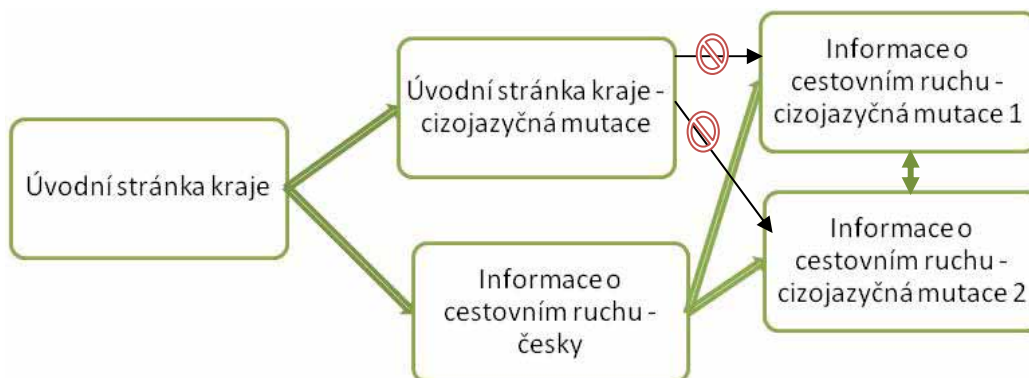 Úvodní stránka kraje
Úvodní stránka kraje -
cizojazyčná mutace
Informace o
cestovním ruchu -
česky
Informace o
cestovním ruchu -
cizojazyčná mutace 1
Informace o
cestovním ruchu -
cizojazyčná mutace 2